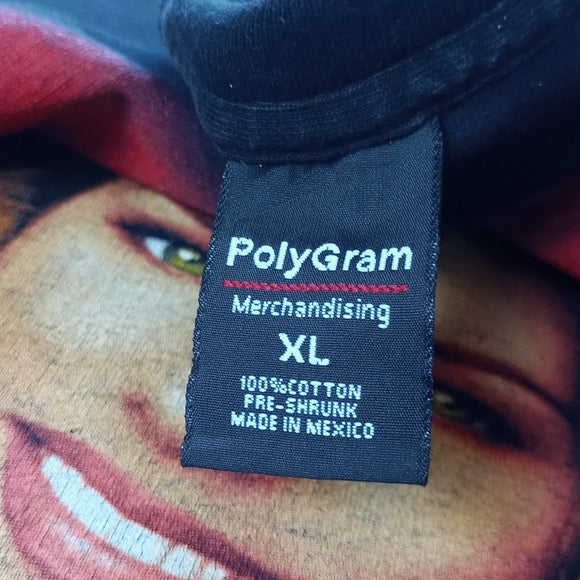 PolyGram
Merchandising
XL
100%COTTON
PRE-SHRUNK
MADE IN MEXICO